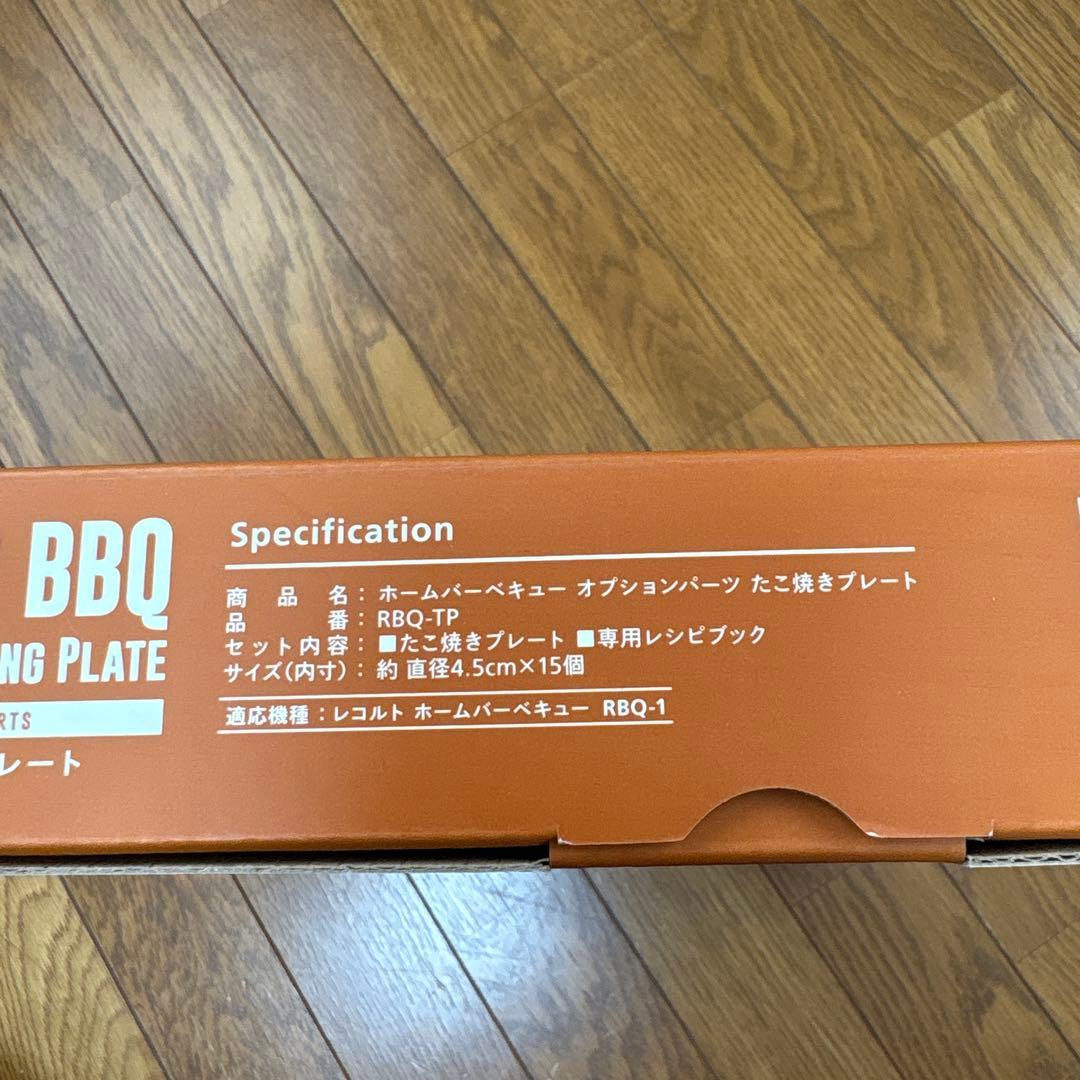 BBQ
NG PLATE
RTS
レート
Specification
商品名：ホームバーベキュー オプションパーツ たこ焼きプレート
品番：RBQ-TP
セット内容：■たこ焼きプレート ■専用レシピブック
サイズ(内寸)：約 直径4.5cm×15個
適応機種：レコルト ホームバーベキュー RBQ-1